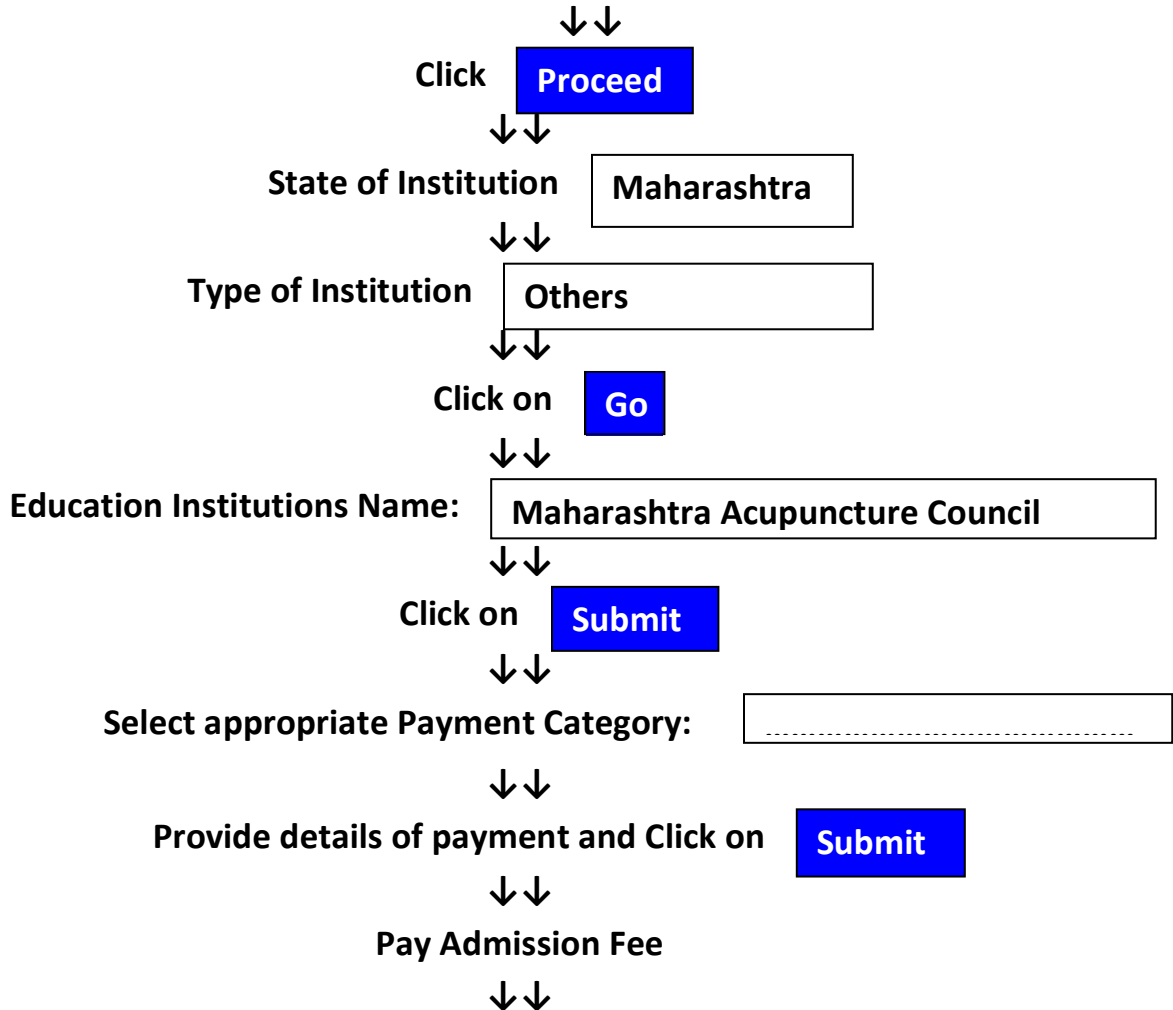 ↓↓
Click Proceed
↓↓
State of Institution Maharashtra
↓↓
Type of Institution Others
↓↓
Click on Go
↓↓
Education Institutions Name: Maharashtra Acupuncture Council
↓↓
Click on Submit
↓↓
Select appropriate Payment Category: ........................................
↓↓
Provide details of payment and Click on Submit
↓↓
Pay Admission Fee
↓↓